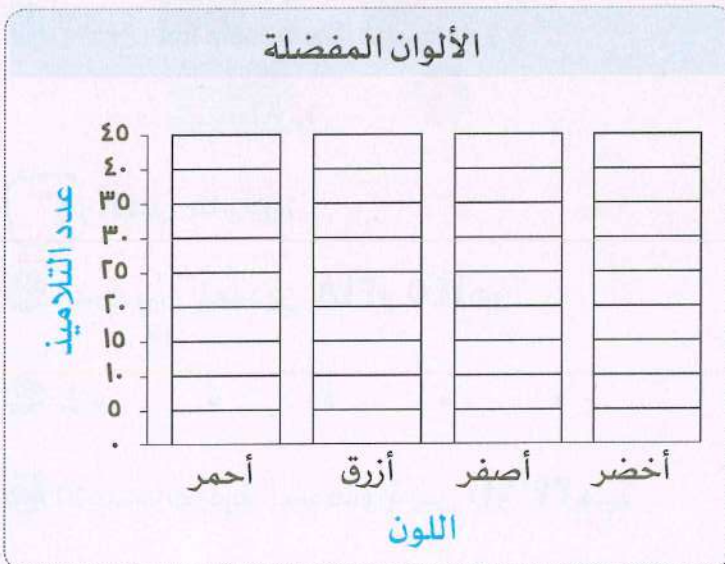 الألوان المفضلة
عدد التلاميذ
٤٥
٤٠
٣٥
٣٠
٢٥
٢٠
١٥
١٠
٥
٠
أحمر أزرق أصفر أخضر
اللون